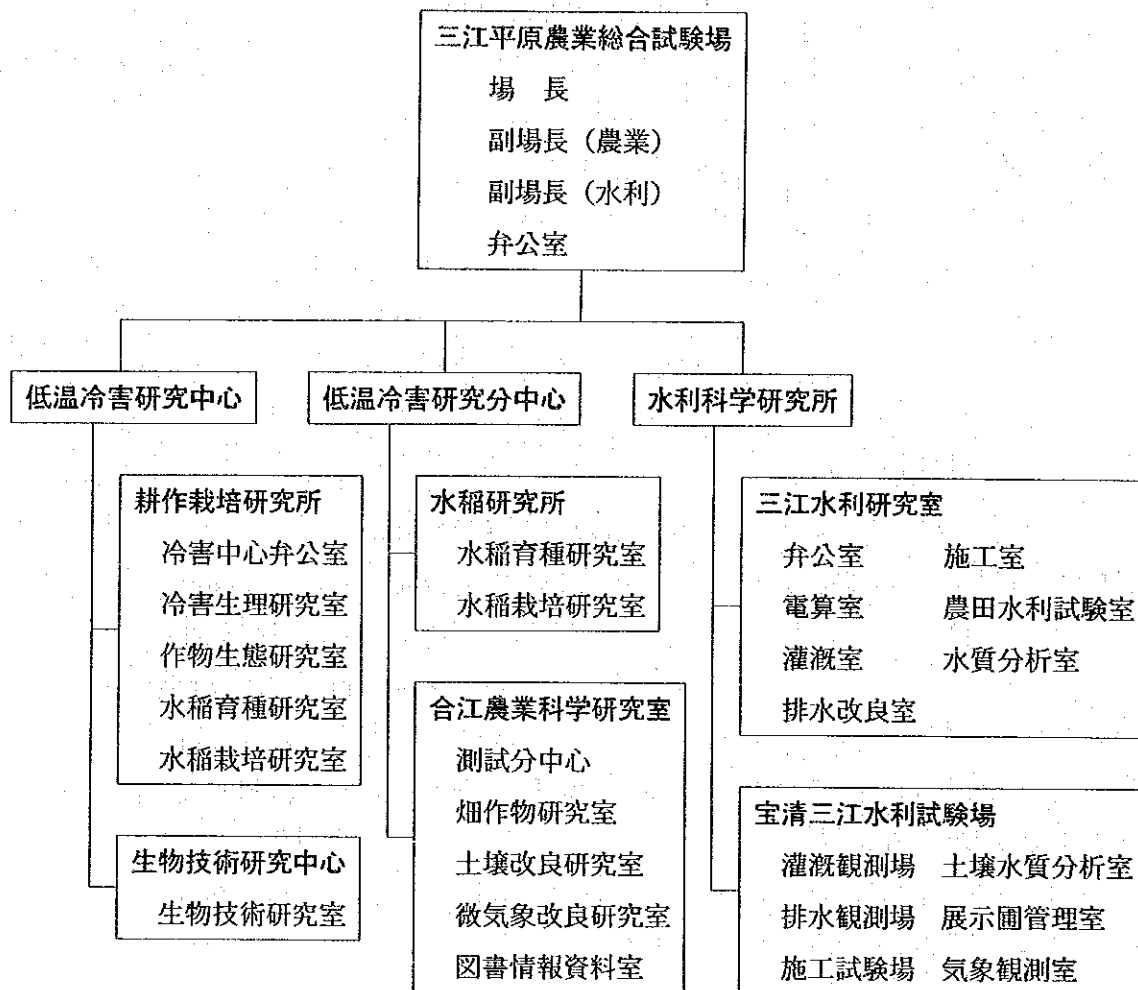 三江平原農業総合試験場
場 長
副場長（農業）
副場長（水利）
弁公室
低温冷害研究中心
低温冷害研究分中心
水利科学研究所
耕作栽培研究所
冷害中心弁公室
冷害生理研究室
作物生態研究室
水稲育種研究室
水稲栽培研究室
生物技術研究中心
生物技術研究室
水稲研究所
水稲育種研究室
水稲栽培研究室
合江農業科学研究室
測試分中心
畑作物研究室
土壌改良研究室
微気象改良研究室
図書情報資料室
三江水利研究室
弁公室 施工室
電算室 農田水利試験室
灌漑室 水質分析室
排水改良室
宝清三江水利試験場
灌漑観測場 土壌水質分析室
排水観測場 展示圃管理室
施工試験場 気象観測室